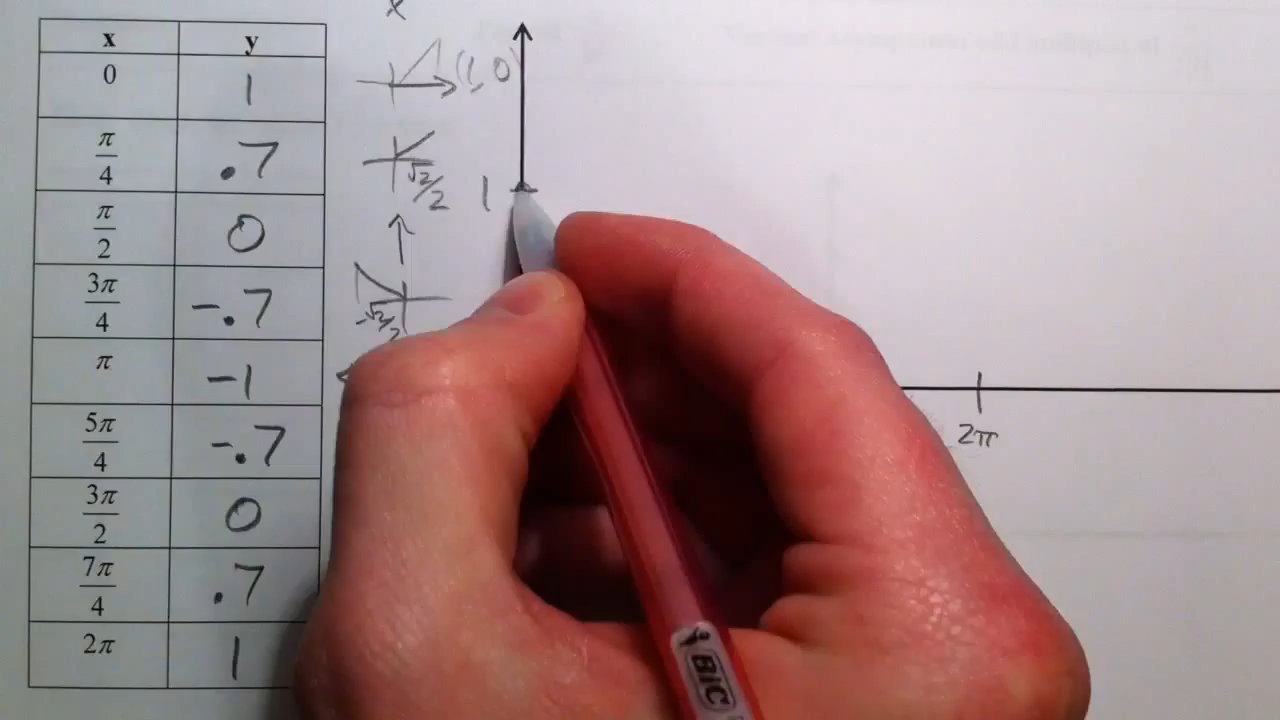 x
x y
0 1
π/4 .7
π/2 0
3π/4 -.7
π -1
5π/4 -.7
3π/2 0
7π/4 .7
2π 1
(1,0)
√2/2
-√2/2
1
2π
BIC